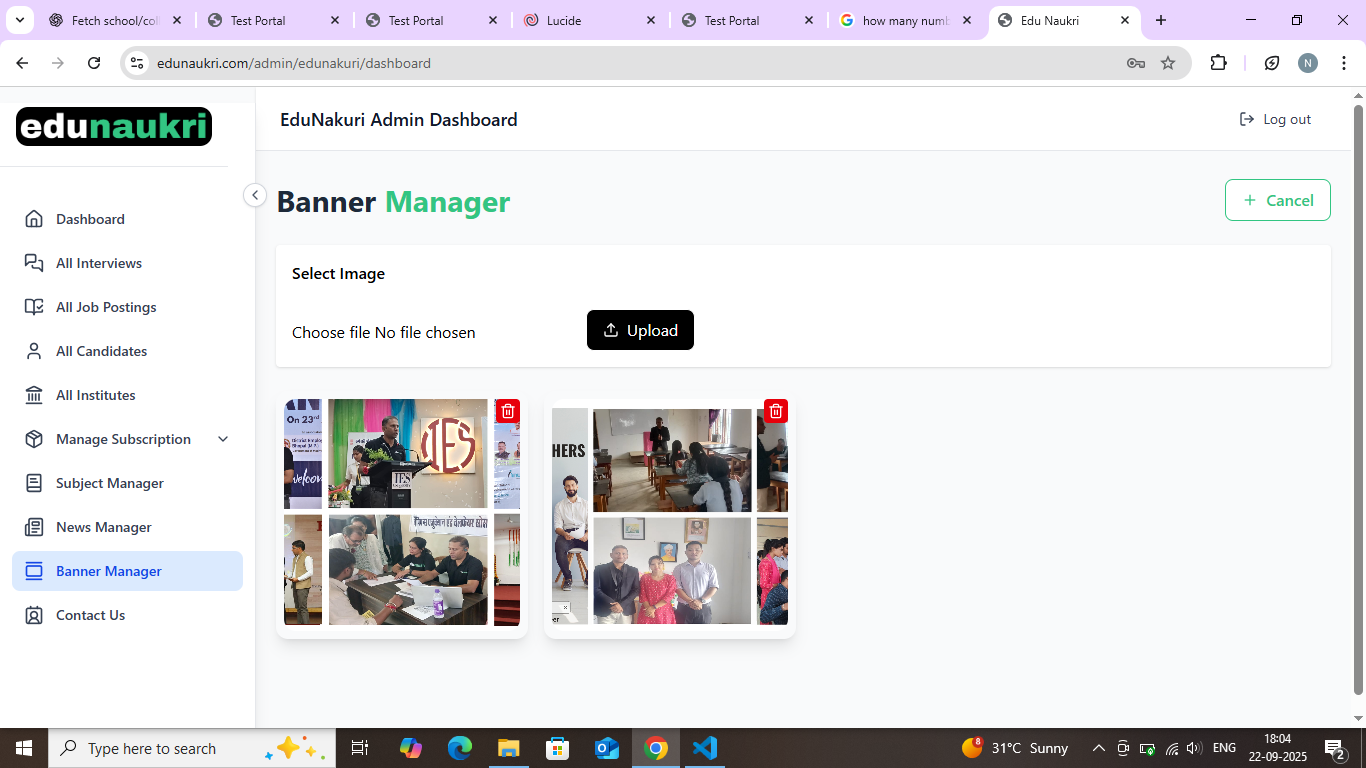 Fetch school/col
Test Portal
Test Portal
Lucide
Test Portal
how many numb
Edu Naukri
edunaukri.com/admin/edunakuri/dashboard
N
edunaukri
EduNakuri Admin Dashboard
Log out
Banner Manager
Cancel
Dashboard
All Interviews
All Job Postings
All Candidates
All Institutes
Manage Subscription
Subject Manager
News Manager
Banner Manager
Contact Us
Select Image
Choose file No file chosen
Upload
On 23rd
IES
IES
HERS
Type here to search
31°C Sunny
8
ENG
18:04
22-09-2025
2